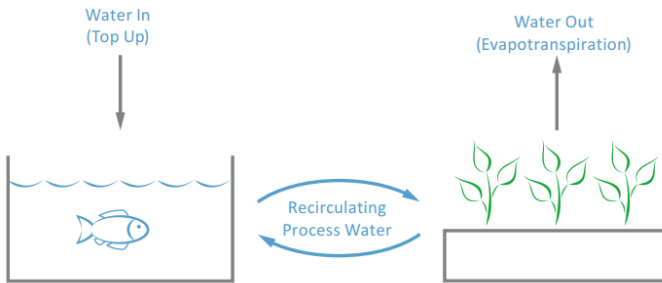 Water In
(Top Up)
Water Out
(Evapotranspiration)
Recirculating
Process Water